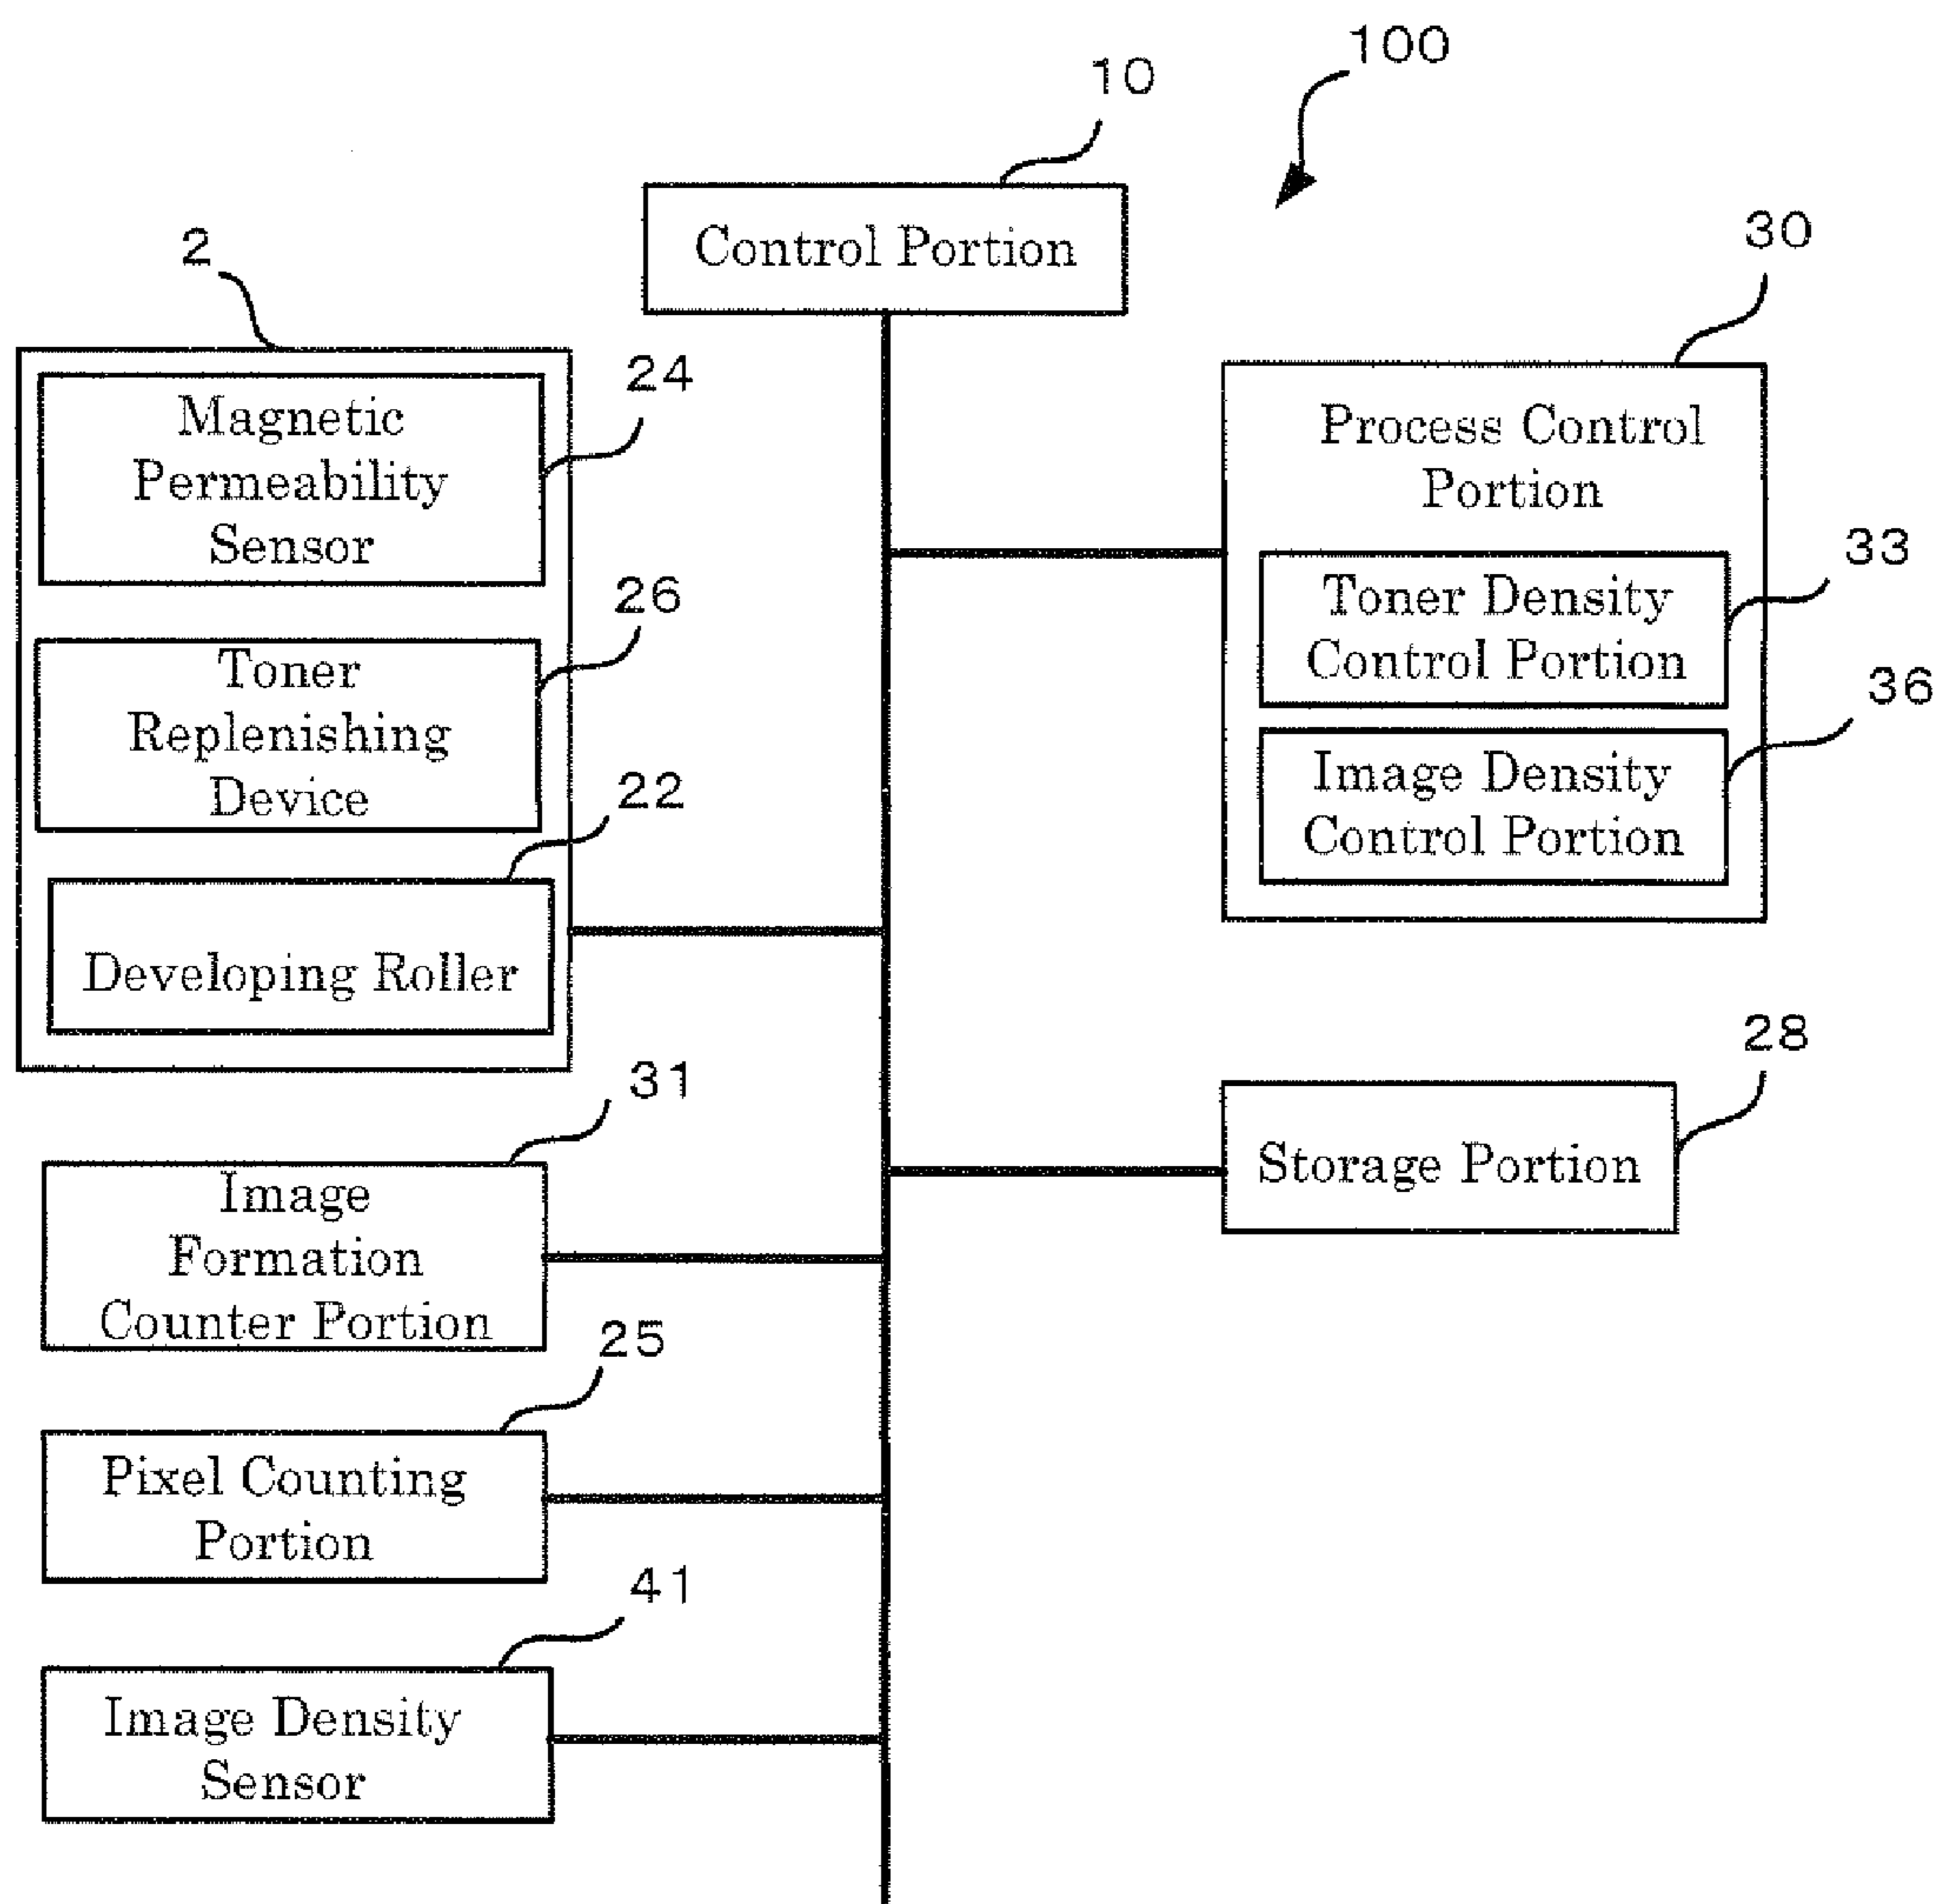 100
10
Control Portion
2
30
24
Magnetic
Permeability
Sensor
Process Control
Portion
33
26
Toner Density
Control Portion
Toner
Replenishing
Device
36
22
Image Density
Control Portion
Developing Roller
28
31
Storage Portion
Image
Formation
Counter Portion
25
Pixel Counting
Portion
41
Image Density
Sensor